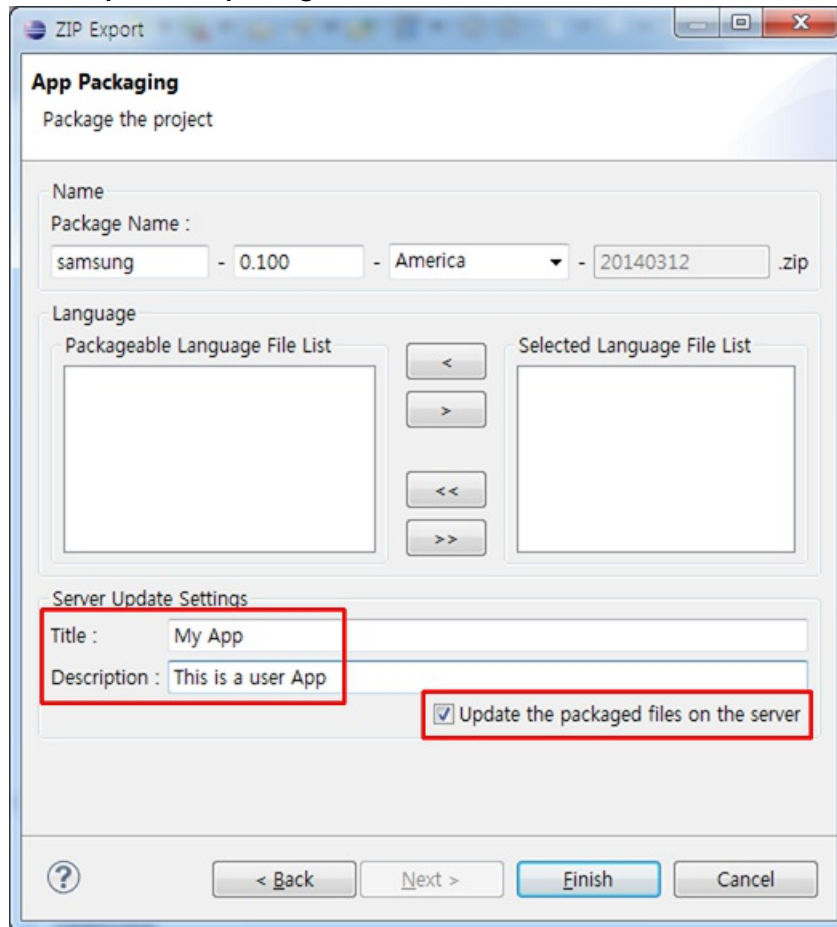 ZIP Export
App Packaging
Package the project
Name
Package Name :
samsung - 0.100 - America - 20140312 .zip
Language
Packageable Language File List
Selected Language File List
<
>
<<
>>
Server Update Settings
Title : My App
Description : This is a user App
Update the packaged files on the server
? < Back Next > Finish Cancel